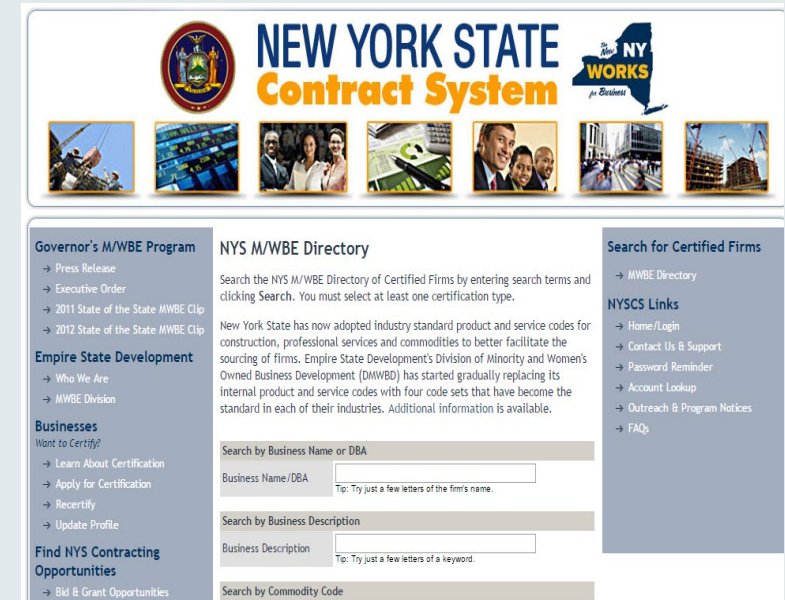 NEW YORK STATE
Contract System
The New NY
WORKS
for Business
Governor's M/WBE Program
→ Press Release
→ Executive Order
→ 2011 State of the State MWBE Clip
→ 2012 State of the State MWBE Clip
Empire State Development
→ Who We Are
→ MWBE Division
Businesses
Want to Certify?
→ Learn About Certification
→ Apply for Certification
→ Recertify
→ Update Profile
Find NYS Contracting
Opportunities
→ Bid & Grant Opportunities
NYS M/WBE Directory
Search the NYS M/WBE Directory of Certified Firms by entering search terms and
clicking Search. You must select at least one certification type.
New York State has now adopted industry standard product and service codes for
construction, professional services and commodities to better facilitate the
sourcing of firms. Empire State Development's Division of Minority and Women's
Owned Business Development (DMWBD) has started gradually replacing its
internal product and service codes with four code sets that have become the
standard in each of their industries. Additional information is available.
Search by Business Name or DBA
Business Name/DBA
Tip: Try just a few letters of the firm's name.
Search by Business Description
Business Description
Tip: Try just a few letters of a keyword.
Search by Commodity Code
Search for Certified Firms
→ MWBE Directory
NYSCS Links
→ Home/Login
→ Contact Us & Support
→ Password Reminder
→ Account Lookup
→ Outreach & Program Notices
→ FAQs